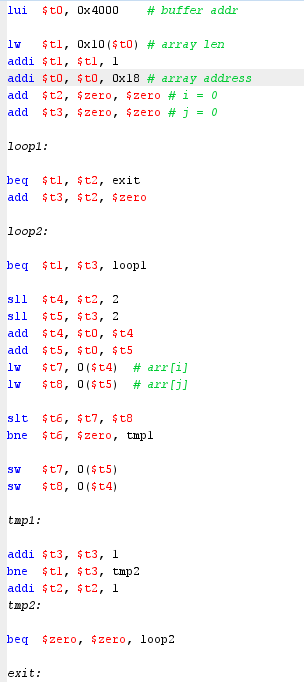 lui $t0, 0x4000 # buffer addr
lw $t1, 0x10($t0) # array len
addi $t1, $t1, 1
addi $t0, $t0, 0x18 # array address
add $t2, $zero, $zero # i = 0
add $t3, $zero, $zero # j = 0
loop1:
beq $t1, $t2, exit
add $t3, $t2, $zero
loop2:
beq $t1, $t3, loop1
sll $t4, $t2, 2
sll $t5, $t3, 2
add $t4, $t0, $t4
add $t5, $t0, $t5
lw $t7, 0($t4) # arr[i]
lw $t8, 0($t5) # arr[j]
slt $t6, $t7, $t8
bne $t6, $zero, tmp1
sw $t7, 0($t5)
sw $t8, 0($t4)
tmp1:
addi $t3, $t3, 1
bne $t1, $t3, tmp2
addi $t2, $t2, 1
tmp2:
beq $zero, $zero, loop2
exit: